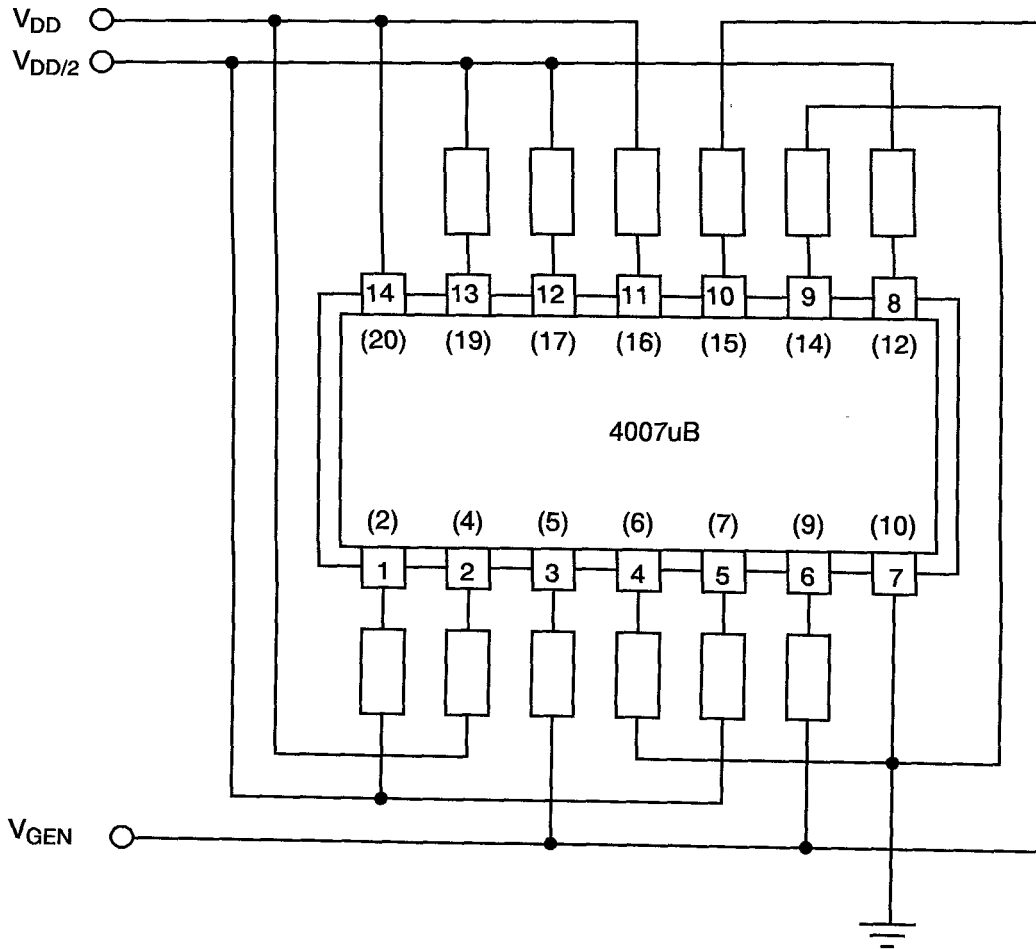 VDD
VDD/2
14 13 12 11 10 9 8
(20) (19) (17) (16) (15) (14) (12)
4007uB
(2) (4) (5) (6) (7) (9) (10)
1 2 3 4 5 6 7
VGEN